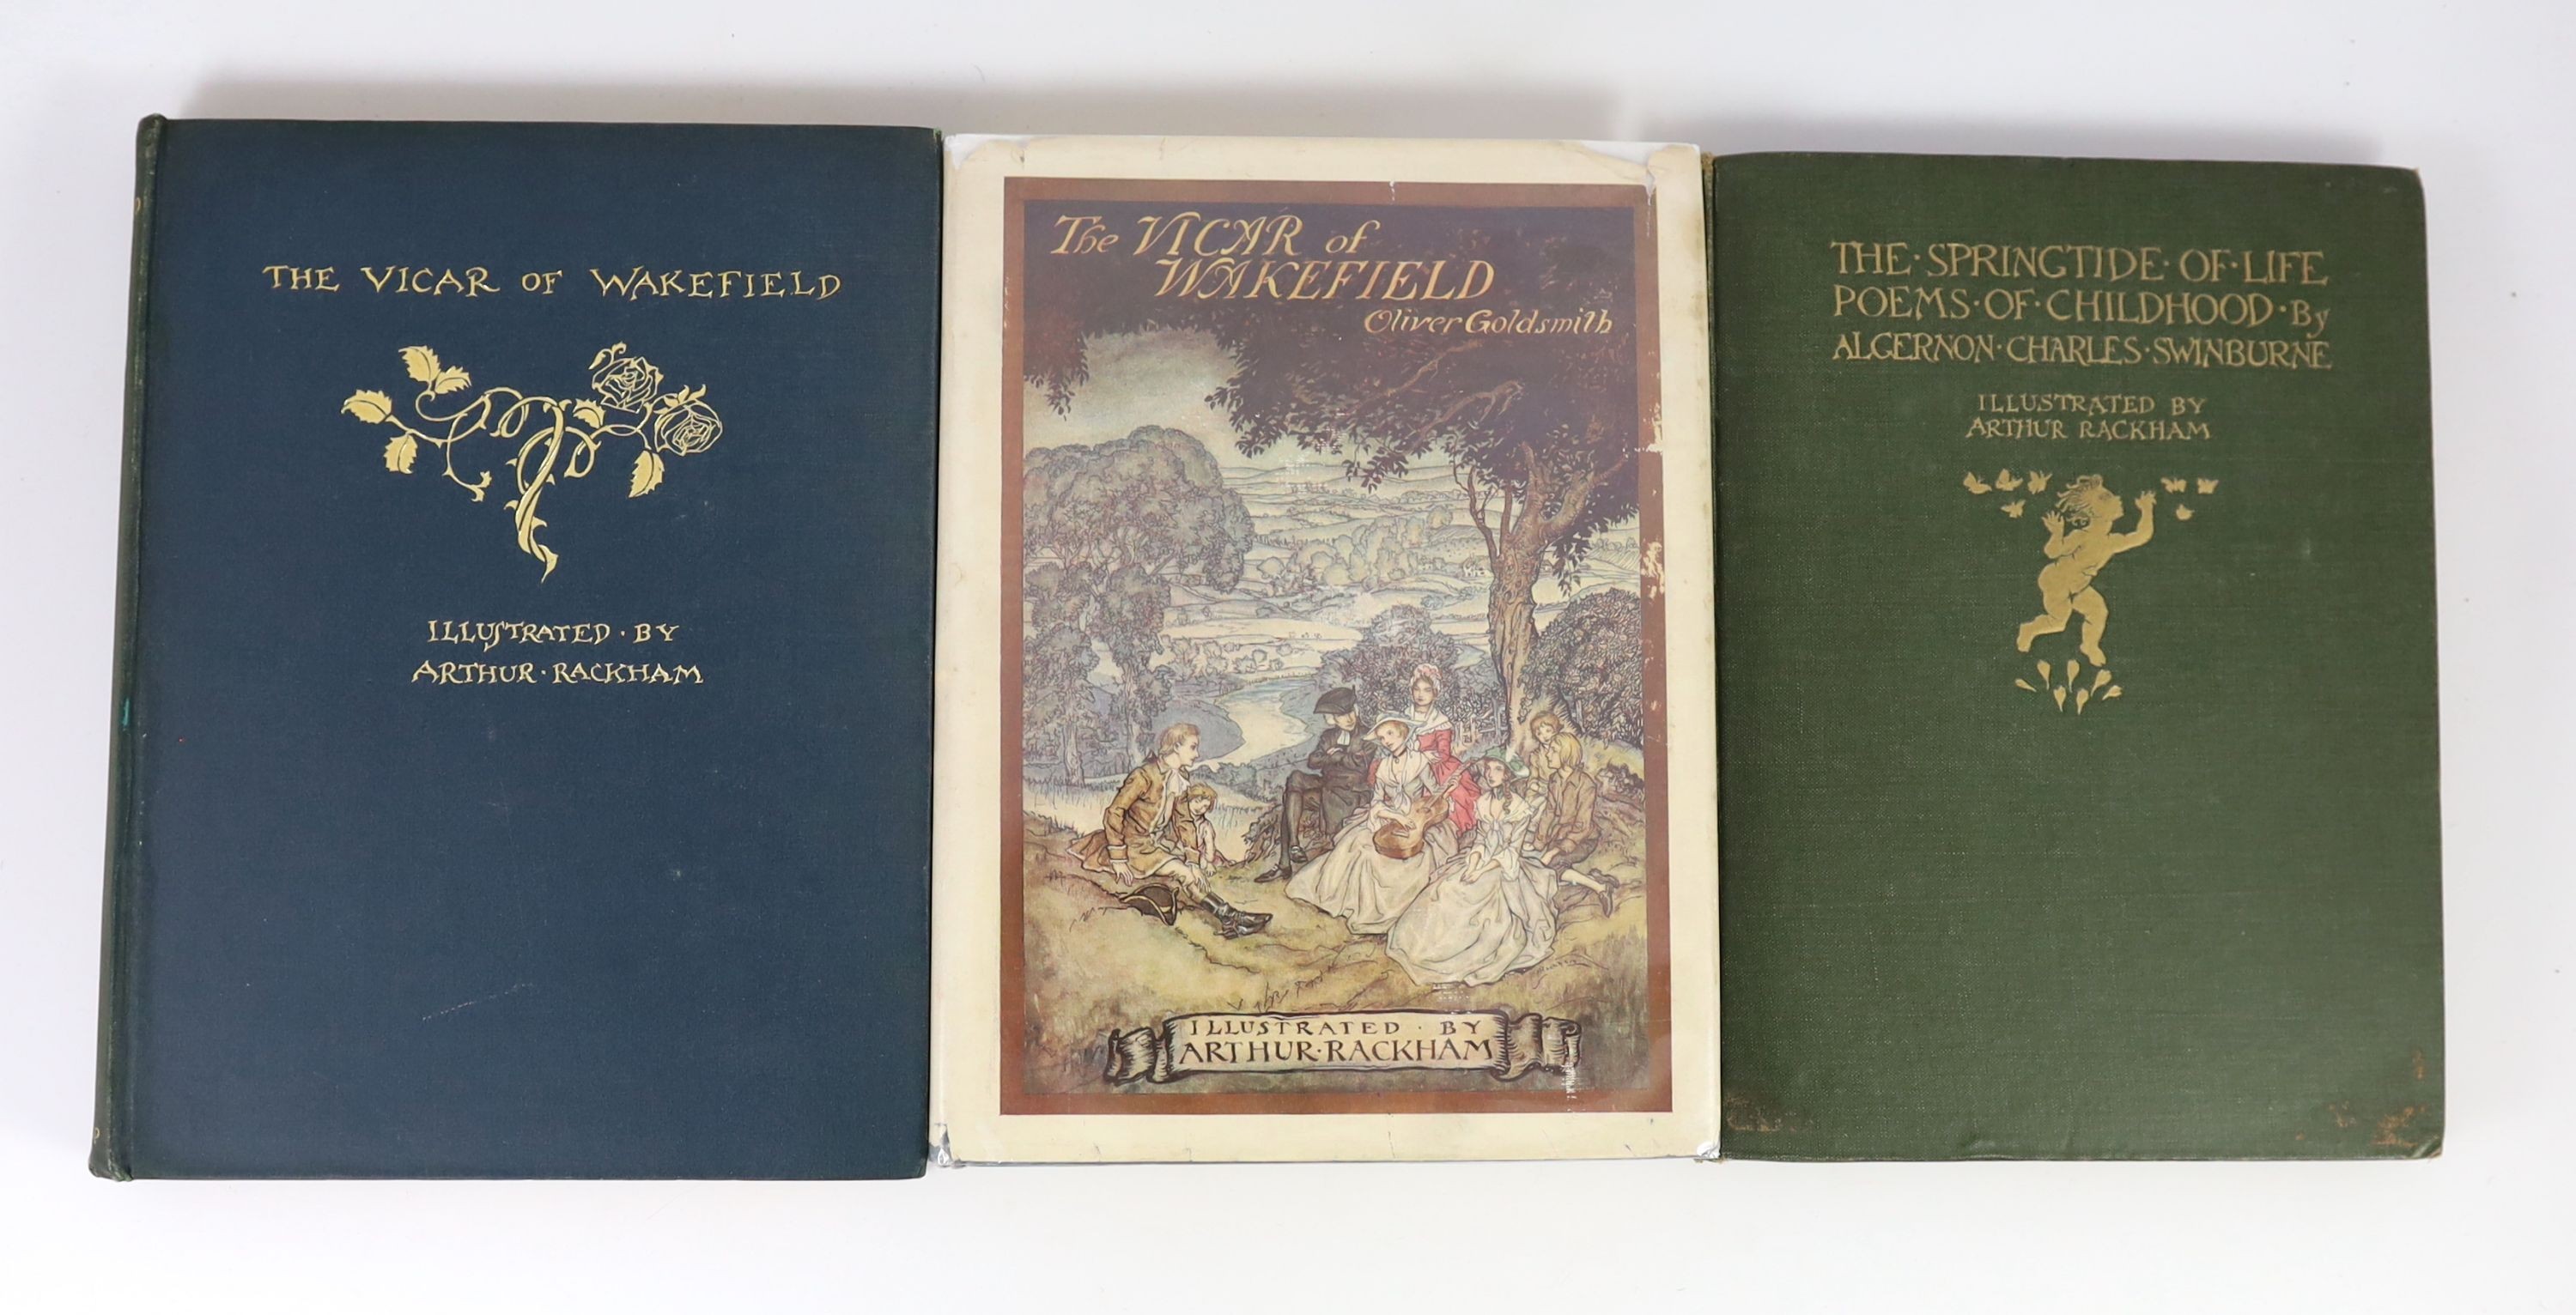 THE VICAR OF WAKEFIELD
ILLUSTRATED · BY
ARTHUR · RACKHAM
The VICAR of
WAKEFIELD
Oliver Goldsmith
ILLUSTRATED · BY
ARTHUR · RACKHAM
THE · SPRINGTIDE · OF · LIFE
POEMS · OF · CHILDHOOD · By
ALGERNON · CHARLES · SWINBURNE
ILLUSTRATED BY
ARTHUR RACKHAM